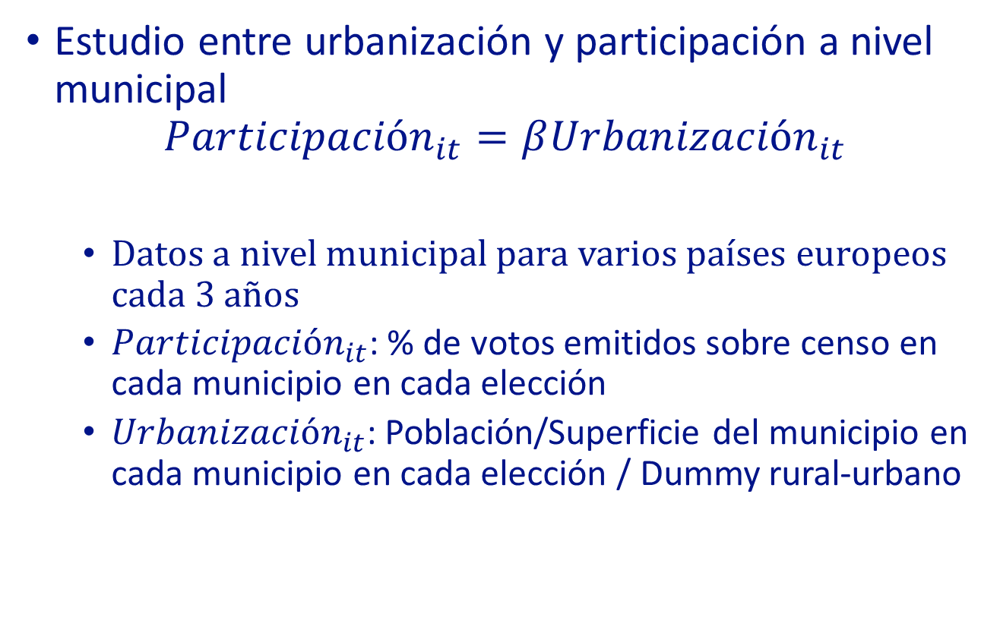 • Estudio entre urbanización y participación a nivel
municipal
Participación_{it} = βUrbanización_{it}
• Datos a nivel municipal para varios países europeos
cada 3 años
• Participación_{it}: % de votos emitidos sobre censo en
cada municipio en cada elección
• Urbanización_{it}: Población/Superficie del municipio en
cada municipio en cada elección / Dummy rural-urbano